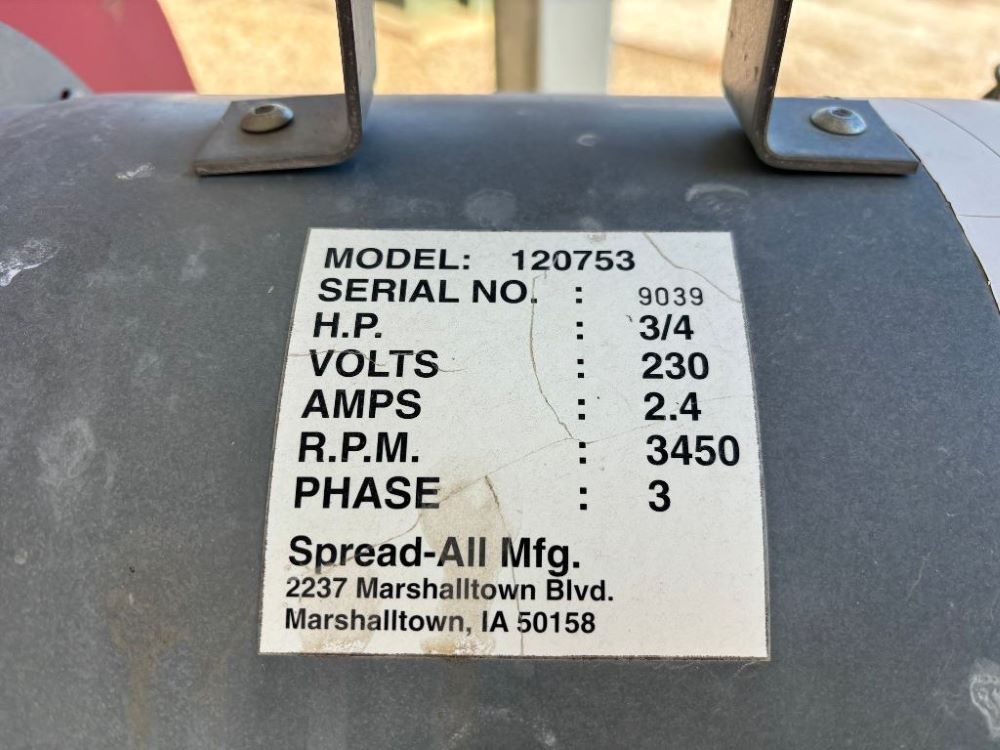 MODEL: 120753
SERIAL NO. : 9039
H.P. : 3/4
VOLTS : 230
AMPS : 2.4
R.P.M. : 3450
PHASE : 3
Spread-All Mfg.
2237 Marshalltown Blvd.
Marshalltown, IA 50158